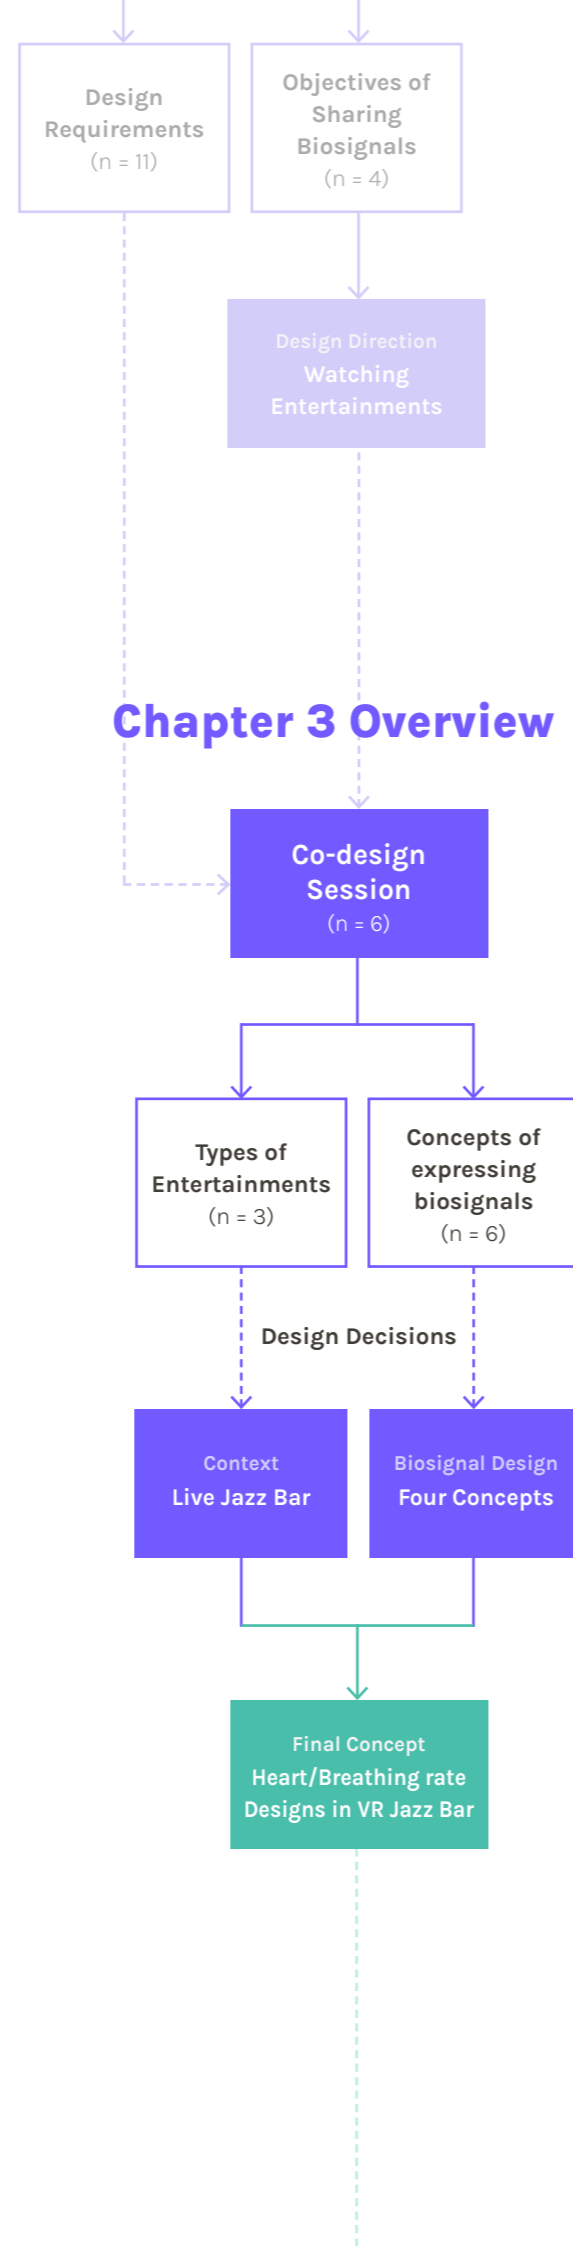 Design
Requirements
(n = 11)
Objectives of
Sharing
Biosignals
(n = 4)
Design Direction
Watching
Entertainments
Chapter 3 Overview
Co-design
Session
(n = 6)
Types of
Entertainments
(n = 3)
Concepts of
expressing
biosignals
(n = 6)
Design Decisions
Context
Live Jazz Bar
Biosignal Design
Four Concepts
Final Concept
Heart/Breathing rate
Designs in VR Jazz Bar